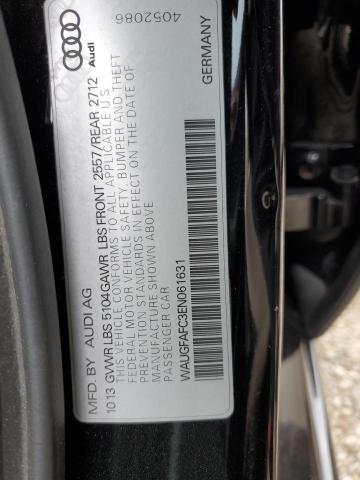 4052086
Audi
GERMANY
MFD. BY AUDI AG
10 13 GVWR LBS 5104 GAWR LBS FRONT 2557/REAR 2712
THIS VEHICLE CONFORMS TO ALL APPLICABLE U S
FEDERAL MOTOR VEHICLE SAFETY, BUMPER AND THEFT
PREVENTION STANDARDS IN EFFECT ON THE DATE OF
MANUFACTURE SHOWN ABOVE
PASSENGER CAR
WAUGFAFC3EN061631